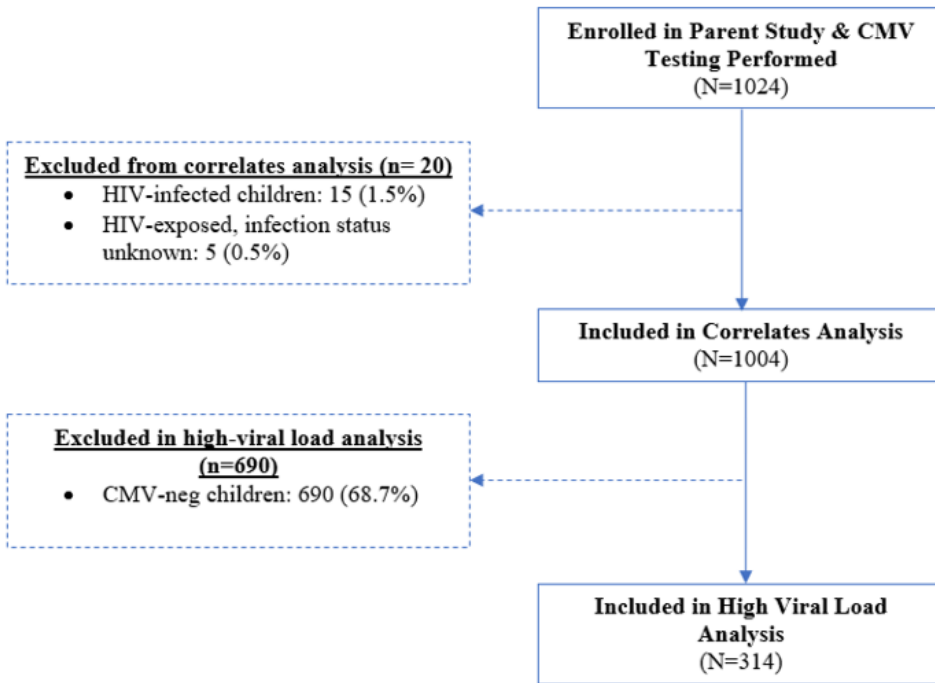 Enrolled in Parent Study & CMV
Testing Performed
(N=1024)
Excluded from correlates analysis (n= 20)
• HIV-infected children: 15 (1.5%)
• HIV-exposed, infection status
unknown: 5 (0.5%)
Included in Correlates Analysis
(N=1004)
Excluded in high-viral load analysis
(n=690)
• CMV-neg children: 690 (68.7%)
Included in High Viral Load
Analysis
(N=314)